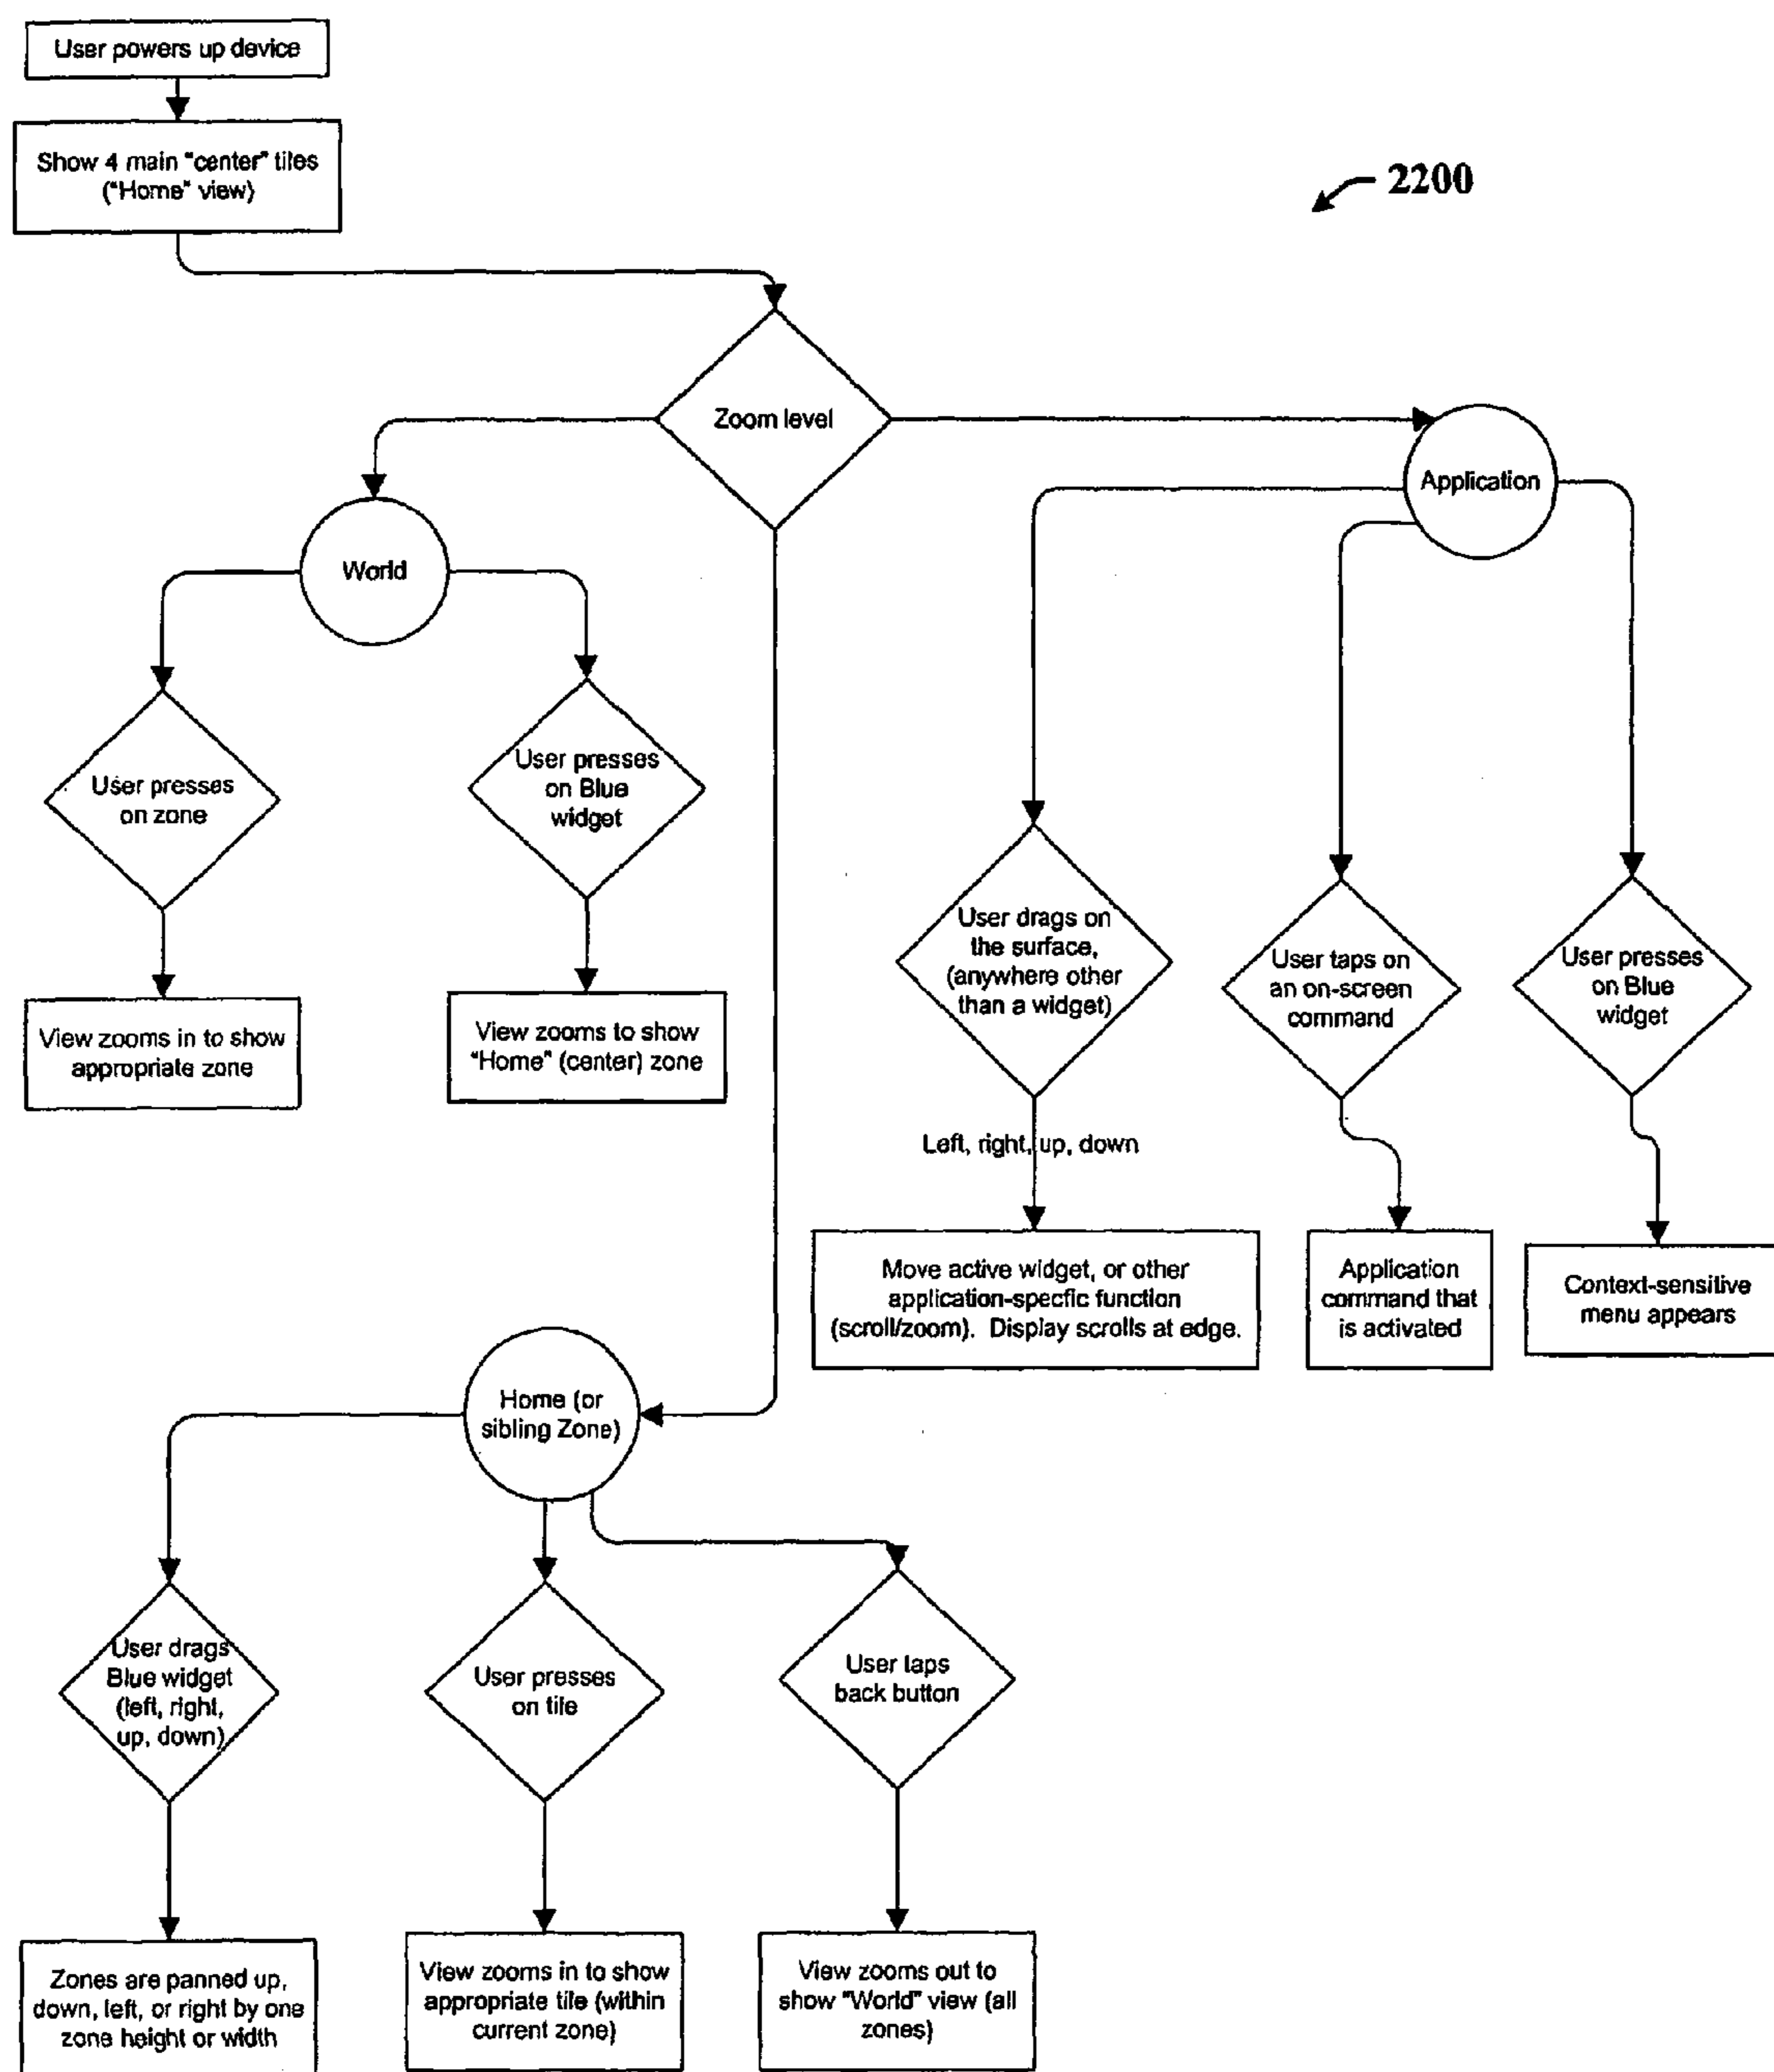 User powers up device
Show 4 main "center" tiles
("Home" view)
2200
Zoom level
Application
World
User presses
on zone
User presses
on Blue
widget
User drags on
the surface,
(anywhere other
than a widget)
User taps on
an on-screen
command
User presses
on Blue
widget
View zooms in to show
appropriate zone
View zooms to show
"Home" (center) zone
Left, right, up, down
Move active widget, or other
application-specfic function
(scroll/zoom). Display scrolls at edge.
Application
command that
is activated
Context-sensitive
menu appears
Home (or
sibling Zone)
User drags
Blue widget
(left, right,
up, down)
User presses
on tile
User taps
back button
Zones are panned up,
down, left, or right by one
zone height or width
View zooms in to show
appropriate tile (within
current zone)
View zooms out to
show "World" view (all
zones)